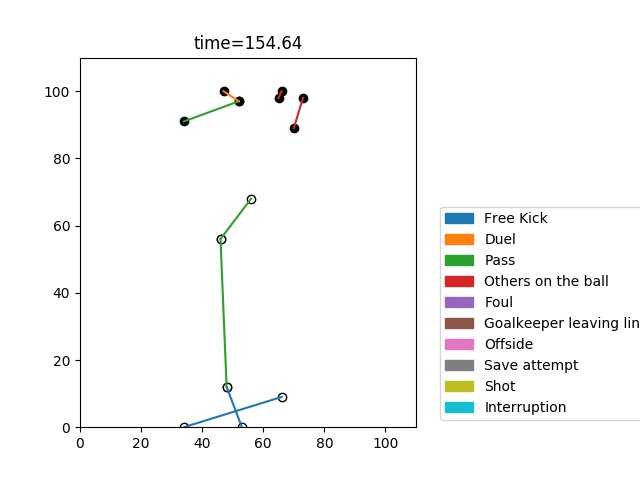 time=154.64
100
80
60
40
20
0
0 20 40 60 80 100
Free Kick
Duel
Pass
Others on the ball
Foul
Goalkeeper leaving lin
Offside
Save attempt
Shot
Interruption